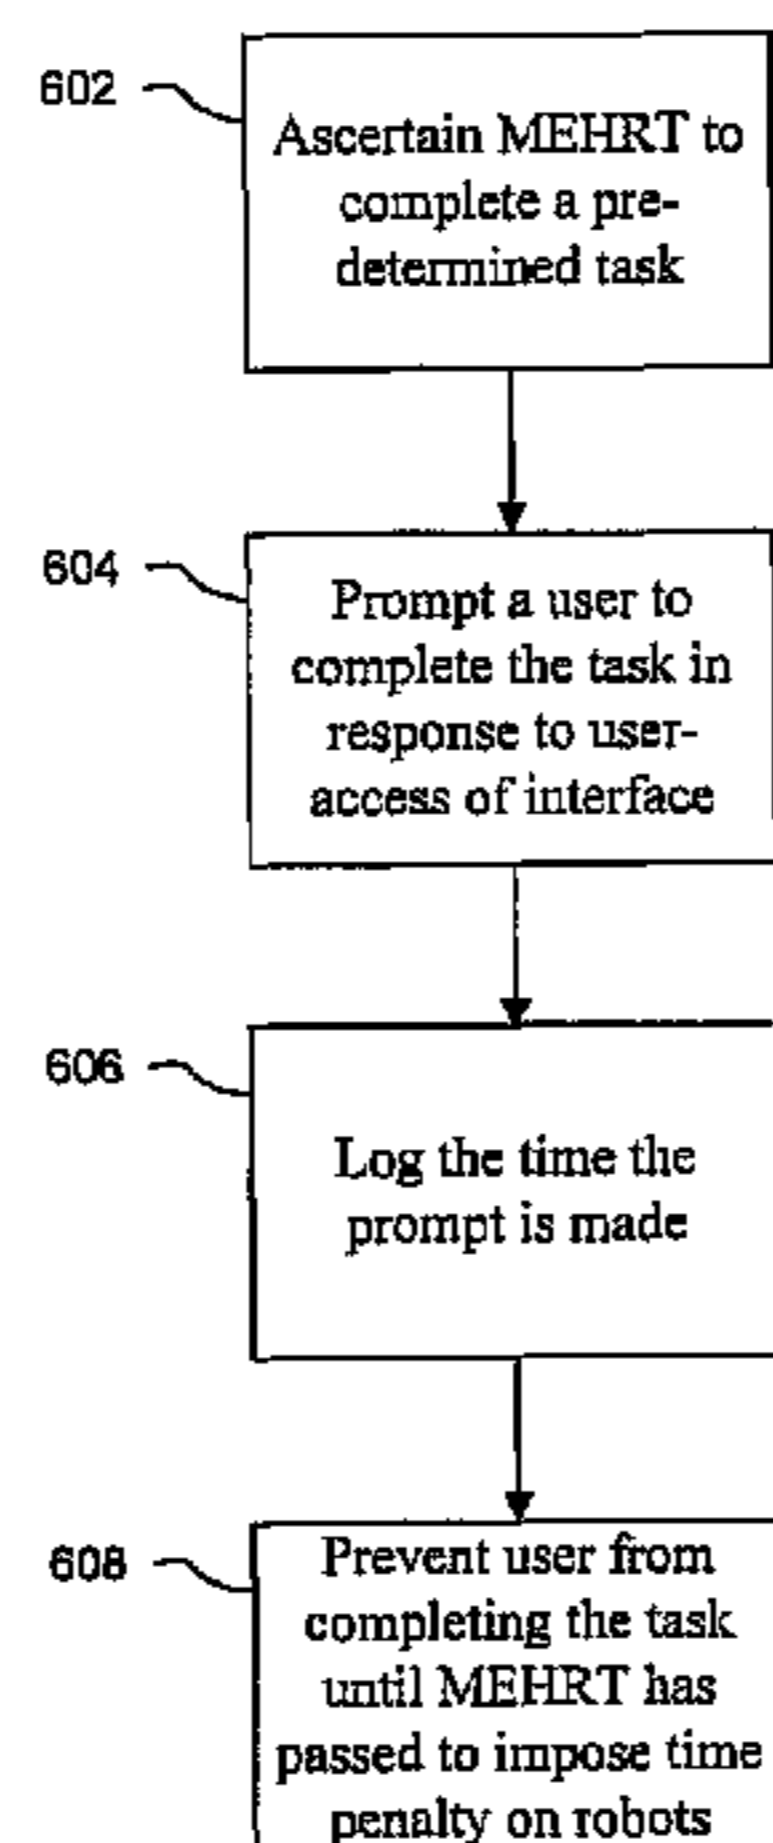 602
Ascertain MEHRT to
complete a pre-
determined task
604
Prompt a user to
complete the task in
response to user-
access of interface
606
Log the time the
prompt is made
608
Prevent user from
completing the task
until MEHRT has
passed to impose time
penalty on robots